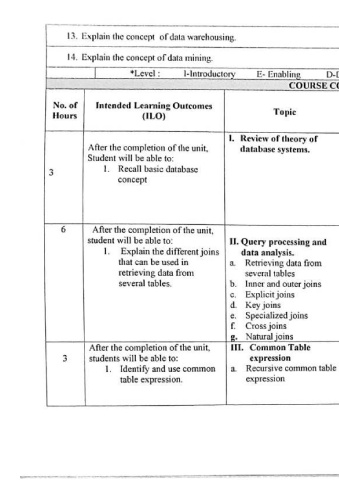 13. Explain the concept of data warehousing.
14. Explain the concept of data mining.
*Level : I-Introductory E- Enabling
COURSE
No. of Hours
Intended Learning Outcomes (ILO)
Topic
3
After the completion of the unit,
Student will be able to:
1. Recall basic database
concept
I. Review of theory of
database systems.
6
After the completion of the unit,
student will be able to:
1. Explain the different joins
that can be used in
retrieving data from
several tables.
II. Query processing and
data analysis.
a. Retrieving data from
several tables
b. Inner and outer joins
c. Explicit joins
d. Key joins
e. Specialized joins
f. Cross joins
g. Natural joins
3
After the completion of the unit,
students will be able to:
1. Identify and use common
table expression.
III. Common Table
expression
a. Recursive common table
expression